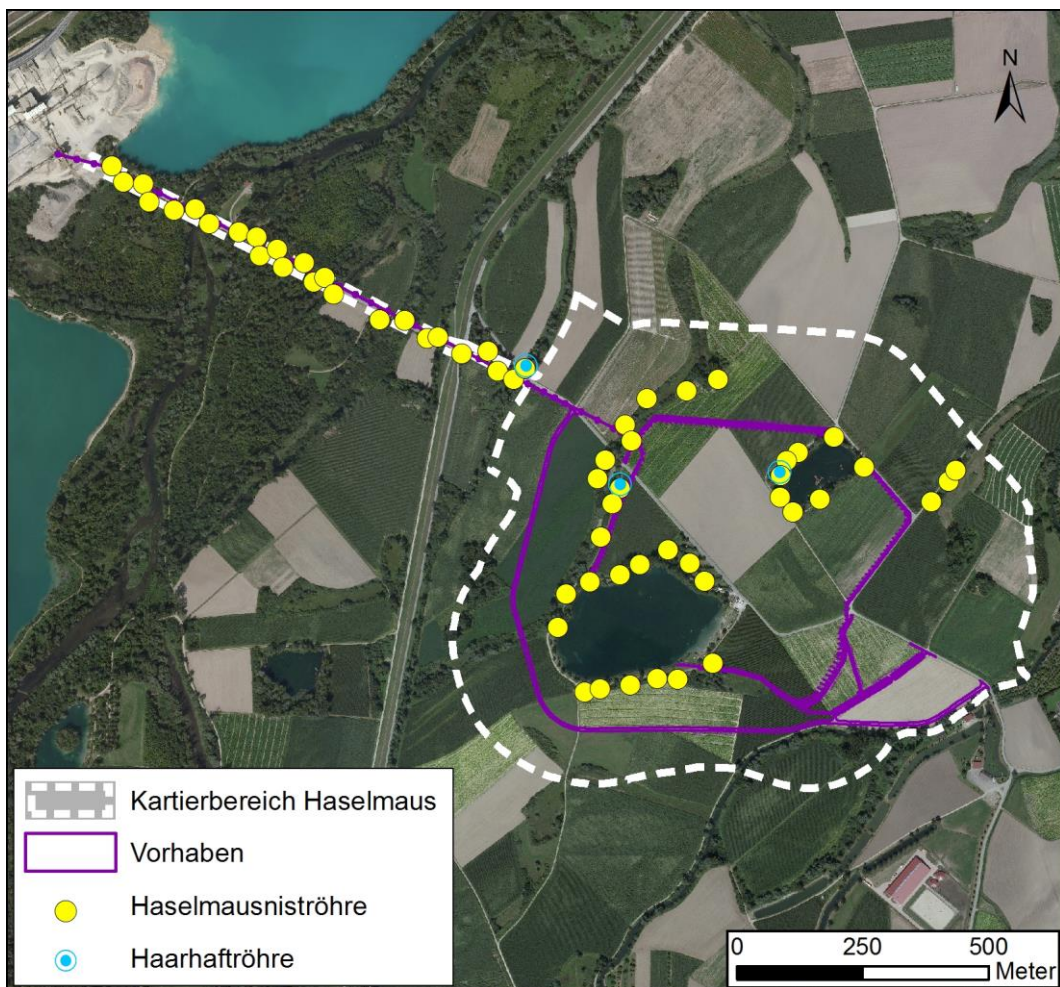 N
Kartierbereich Haselmaus
Vorhaben
Haselmausniströhre
Haarhaftröhre
0 250 500
Meter